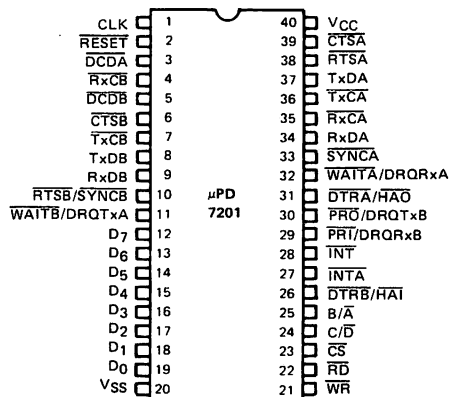 CLK 1 40 VCC
RESET 2 39 CTSA
DCDA 3 38 RTSA
RxCB 4 37 TxDA
DCDB 5 36 TxCA
CTSB 6 35 RxCA
TxCB 7 34 RxDA
TxDB 8 33 SYNCA
RxDB 9 32 WAITA/DRQRxA
RTSB/SYNCB 10 μPD 31 DTRA/HAO
WAITB/DRQTxA 11 7201 30 PRO/DRQTxB
D7 12 29 PRI/DRQRxB
D6 13 28 INT
D5 14 27 INTA
D4 15 26 DTRB/HAI
D3 16 25 B/A
D2 17 24 C/D
D1 18 23 CS
D0 19 22 RD
VSS 20 21 WR